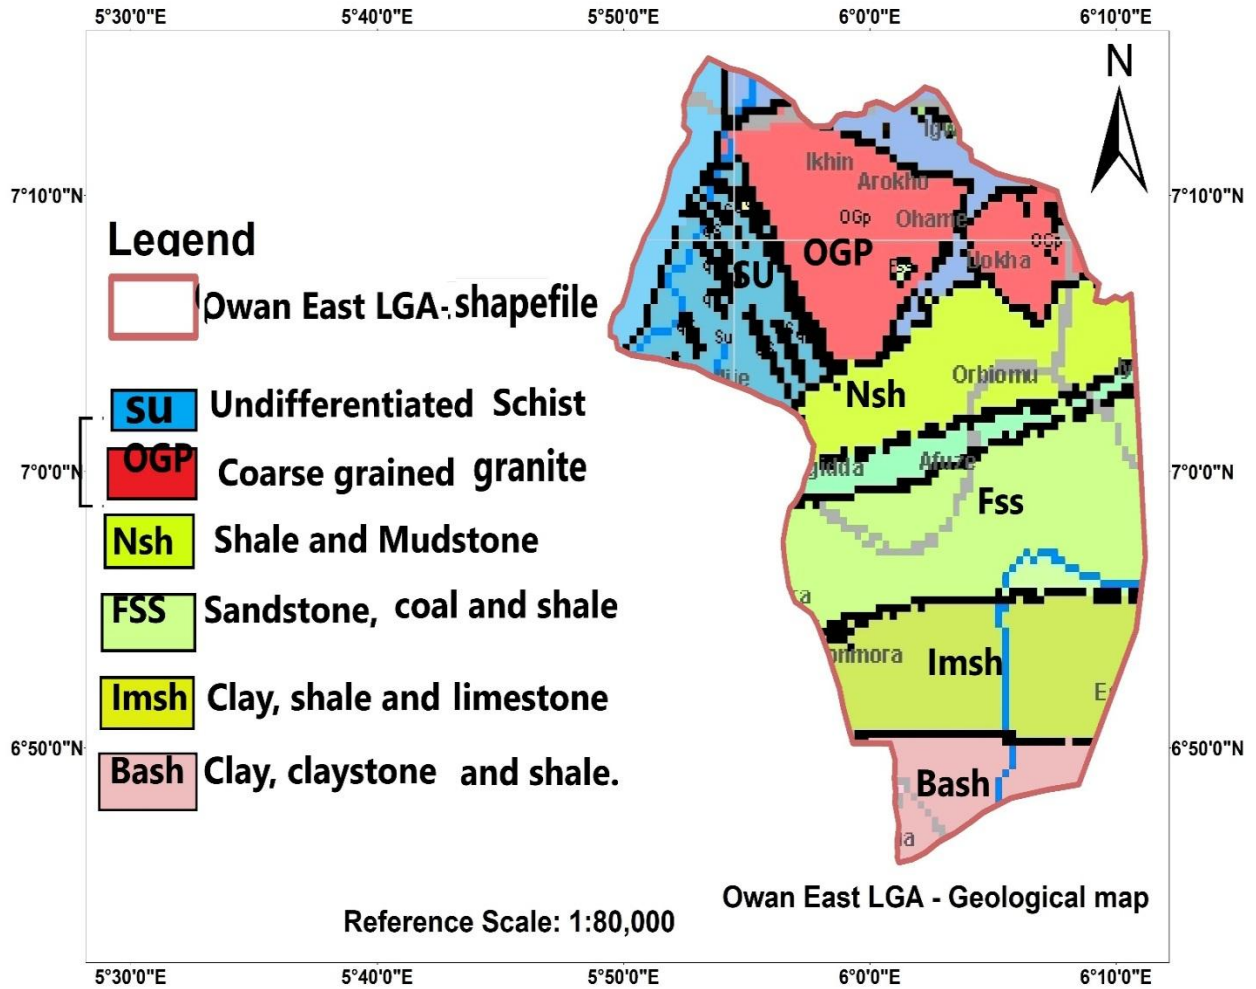 5°30'0"E 5°40'0"E 5°50'0"E 6°0'0"E 6°10'0"E
N
Ikhin
Arokho
7°10'0"N 7°10'0"N
OGp Ohame
OGp
Legend
SU OGP Uokha
Owan East LGA- shapefile
Su
Orbiomu
su Undifferentiated Schist
Nsh
OGP Coarse grained granite
7°0'0"N 7°0'0"N
gidda Afuze
Fss
Nsh Shale and Mudstone
FSS Sandstone, coal and shale
Imsh
Imsh Clay, shale and limestone
6°50'0"N 6°50'0"N
Bash Clay, claystone and shale.
Bash
Owan East LGA - Geological map
Reference Scale: 1:80,000
5°30'0"E 5°40'0"E 5°50'0"E 6°0'0"E 6°10'0"E